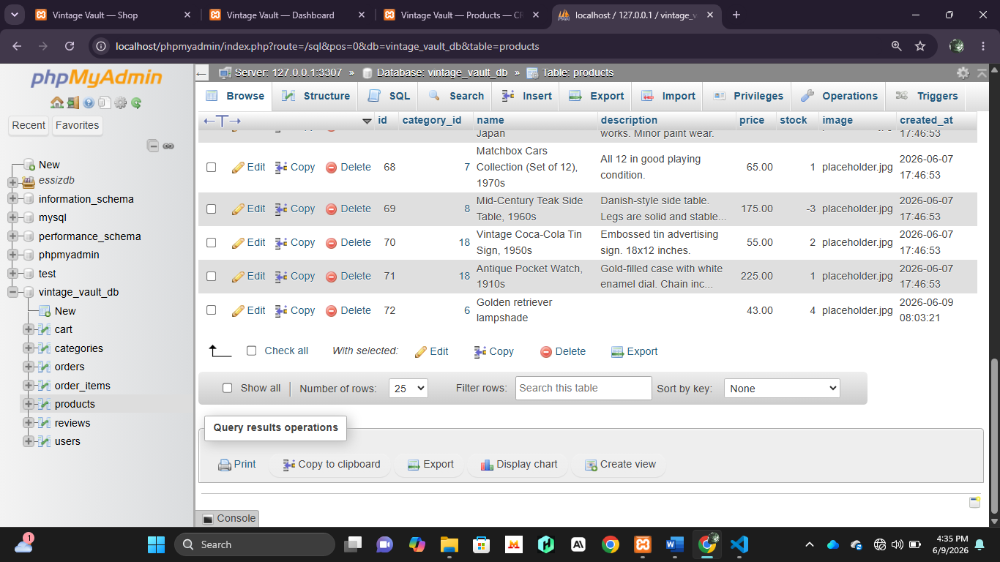 Vintage Vault — Shop
Vintage Vault — Dashboard
Vintage Vault — Products — CR
localhost / 127.0.0.1 / vintage_v
localhost/phpmyadmin/index.php?route=/sql&pos=0&db=vintage_vault_db&table=products
phpMyAdmin
Recent
Favorites
New
essizdb
information_schema
mysql
performance_schema
phpmyadmin
test
vintage_vault_db
New
cart
categories
orders
order_items
products
reviews
users
Server: 127.0.0.1:3307 » Database: vintage_vault_db » Table: products
Browse Structure SQL Search Insert Export Import Privileges Operations Triggers
id category_id name description price stock image created_at
Japan works. Minor paint wear. 17:46:53
Edit Copy Delete 68 7 Matchbox Cars Collection (Set of 12), 1970s All 12 in good playing condition. 65.00 1 placeholder.jpg 2026-06-07 17:46:53
Edit Copy Delete 69 8 Mid-Century Teak Side Table, 1960s Danish-style side table. Legs are solid and stable... 175.00 -3 placeholder.jpg 2026-06-07 17:46:53
Edit Copy Delete 70 18 Vintage Coca-Cola Tin Sign, 1950s Embossed tin advertising sign. 18x12 inches. 55.00 2 placeholder.jpg 2026-06-07 17:46:53
Edit Copy Delete 71 18 Antique Pocket Watch, 1910s Gold-filled case with white enamel dial. Chain inc... 225.00 1 placeholder.jpg 2026-06-07 17:46:53
Edit Copy Delete 72 6 Golden retriever lampshade 43.00 4 placeholder.jpg 2026-06-09 08:03:21
Check all With selected: Edit Copy Delete Export
Show all Number of rows: 25 Filter rows: Search this table Sort by key: None
Query results operations
Print Copy to clipboard Export Display chart Create view
Console
1
Search
4:35 PM
6/9/2026